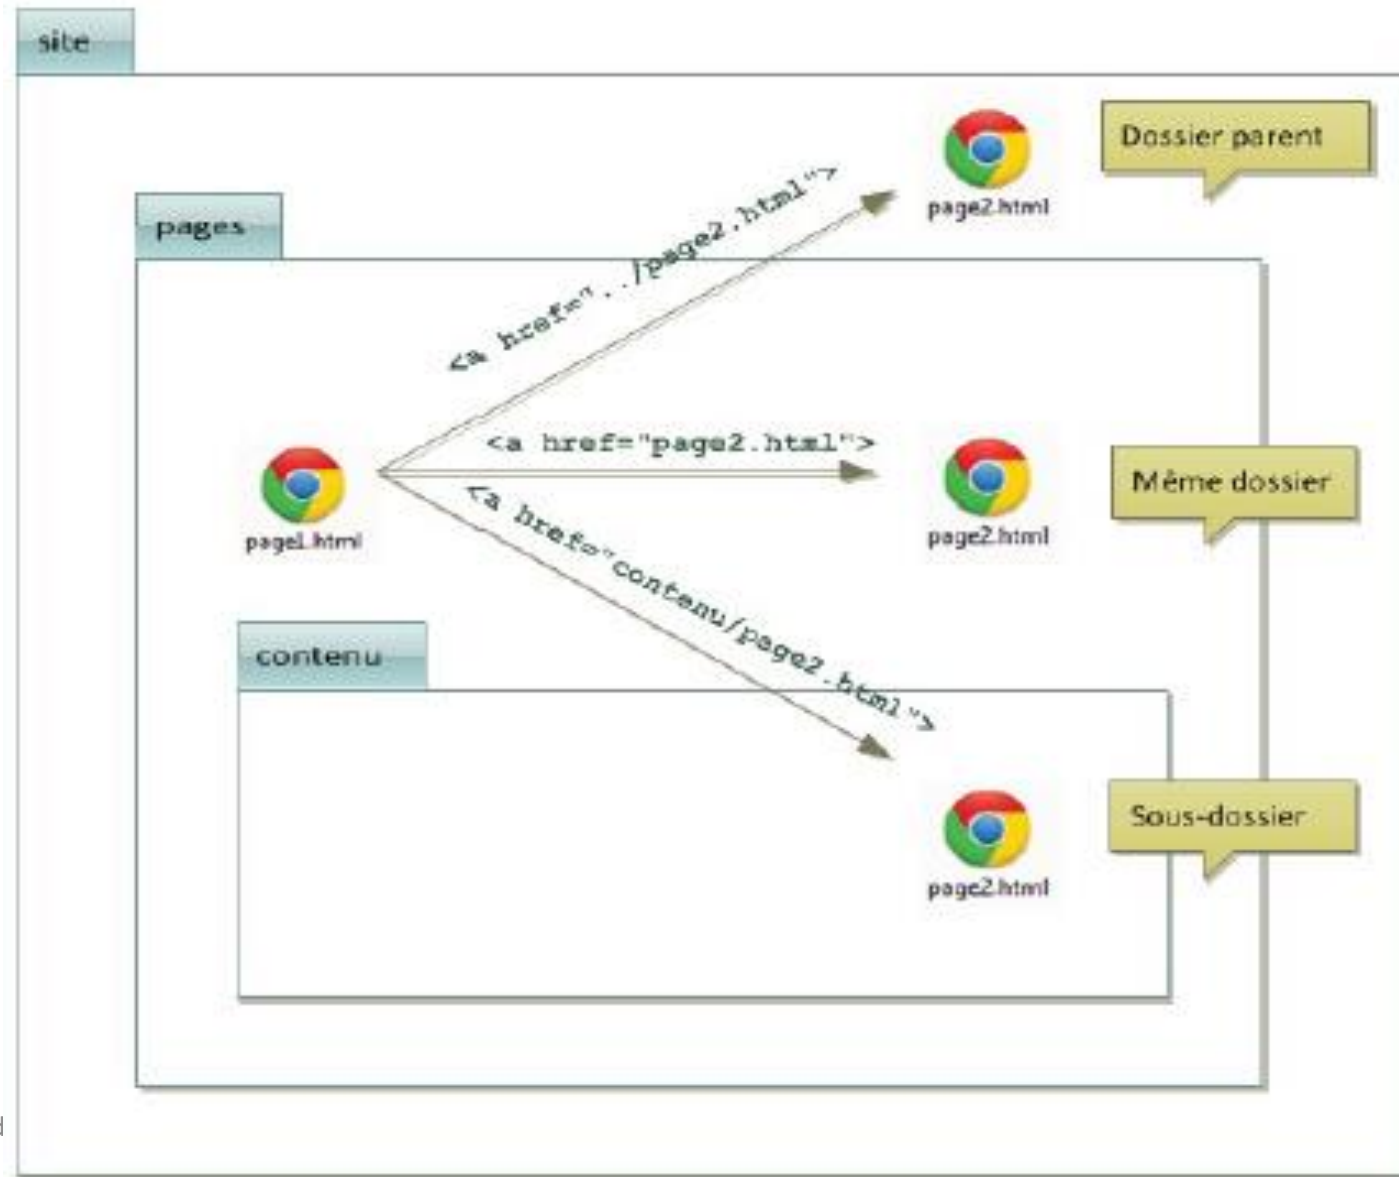 site
Dossier parent
page2.html
pages
<a href="../page2.html">
<a href="page2.html">
Même dossier
page1.html
page2.html
<a href="contenu/page2.html">
contenu
Sous-dossier
page2.html